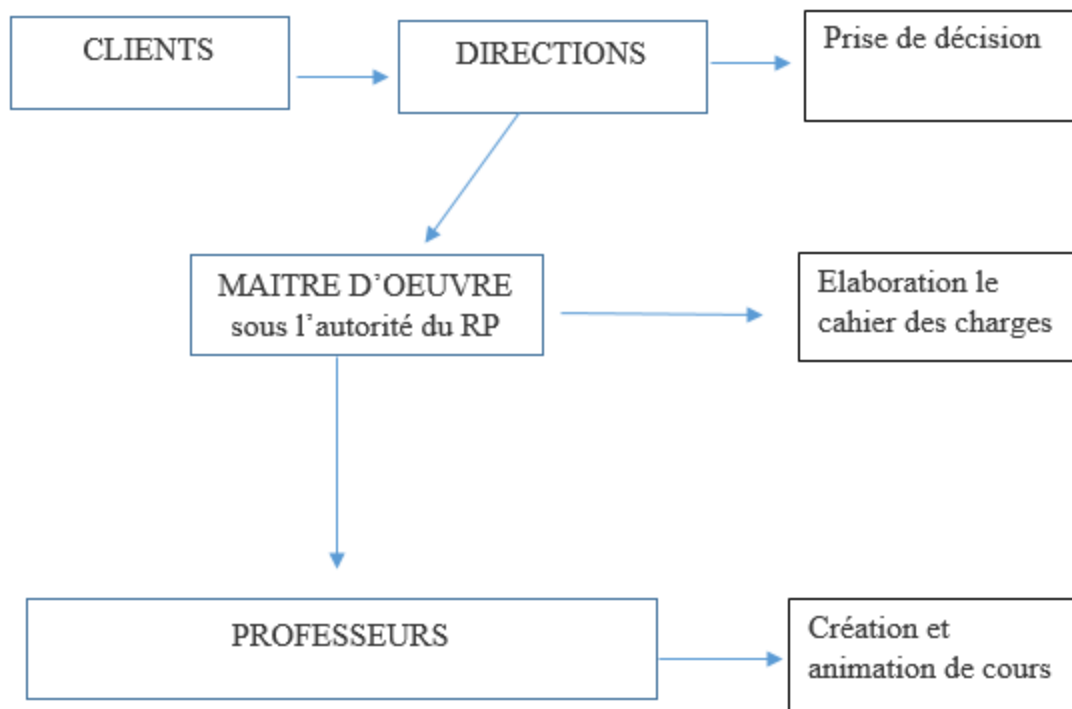 CLIENTS
DIRECTIONS
Prise de décision
MAITRE D’OEUVRE
sous l’autorité du RP
Elaboration le
cahier des charges
PROFESSEURS
Création et
animation de cours